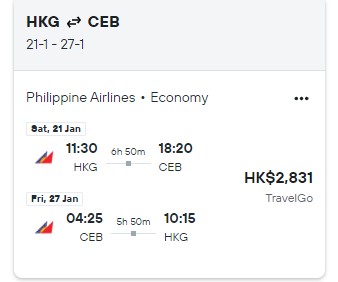 HKG ⇄ CEB
21-1 - 27-1
Philippine Airlines • Economy
Sat, 21 Jan
11:30 6h 50m 18:20
HKG CEB
HK$2,831
TravelGo
Fri, 27 Jan
04:25 5h 50m 10:15
CEB HKG